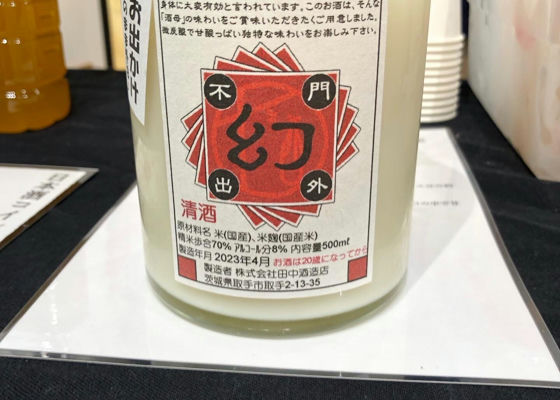 身体に大変有効と言われています。このお酒は、そんな
「酒母」の味わいをご賞味いただきたくご用意しました。
微炭酸で甘酸っぱい独特な味わいをお楽しみ下さい。
お出かけ
不
門
幻
出
外
清酒
原材料名 米(国産)、米麹(国産米)
精米歩合70% アルコール分8% 内容量500mℓ
製造年月 2023年4月 お酒は20歳になってから
製造者 株式会社田中酒造店
茨城県取手市取手2-13-35